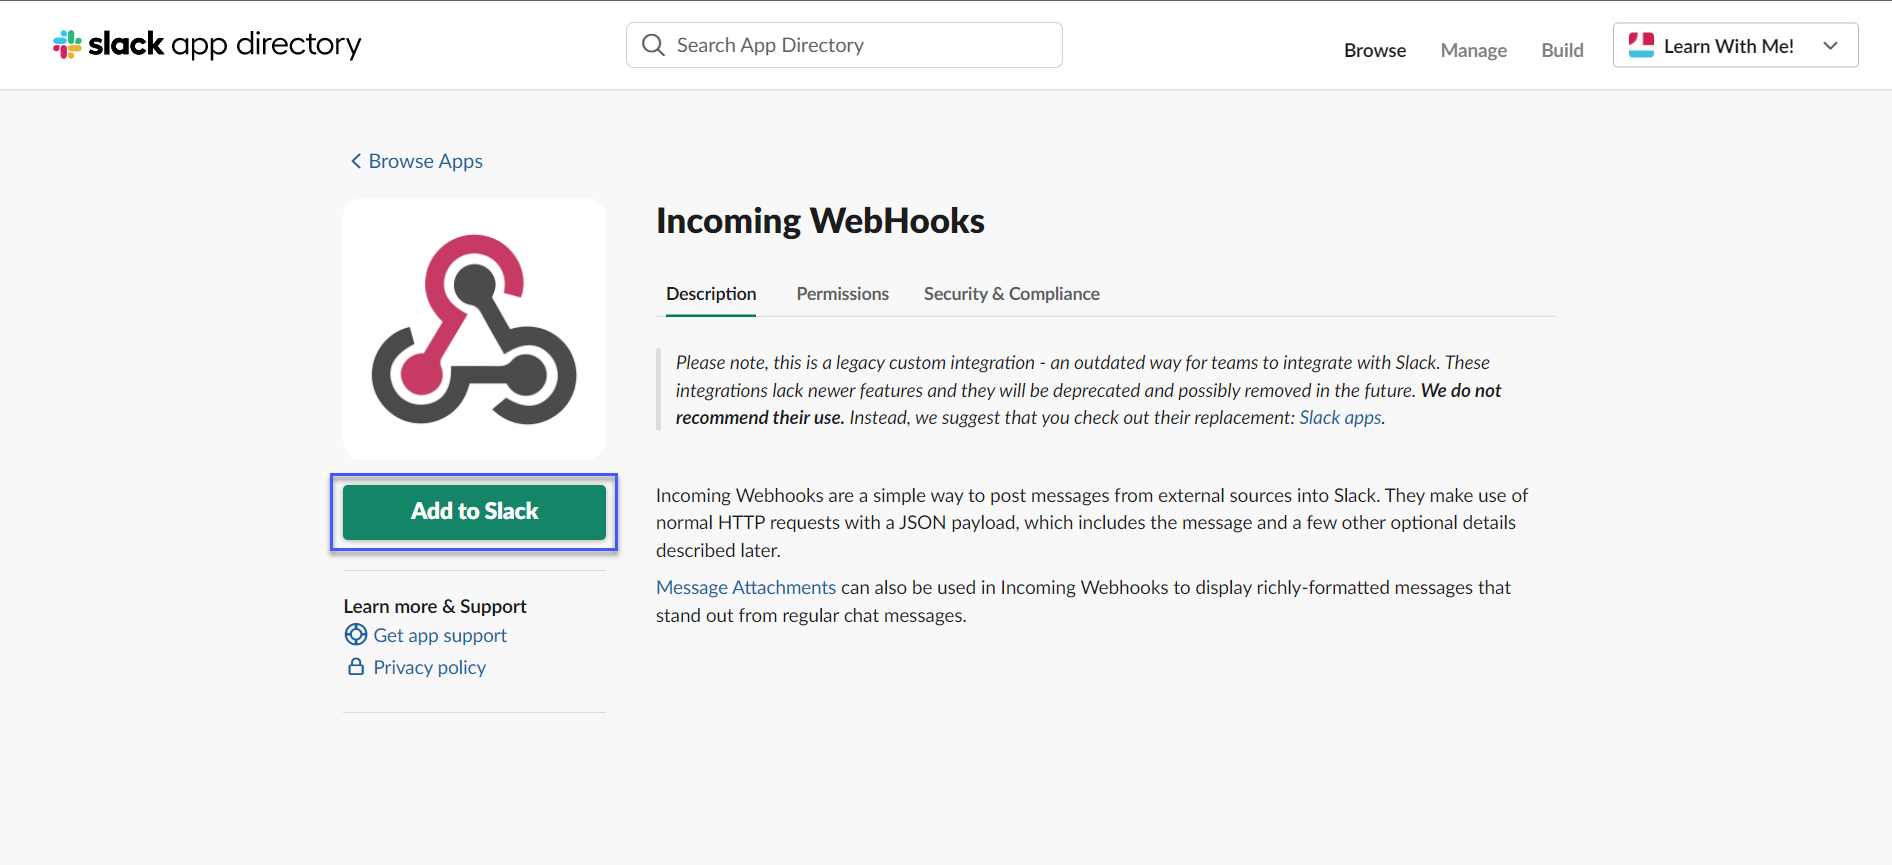 slack app directory
Search App Directory
Browse
Manage
Build
Learn With Me!
Browse Apps
Incoming WebHooks
Description
Permissions
Security & Compliance
Please note, this is a legacy custom integration - an outdated way for teams to integrate with Slack. These
integrations lack newer features and they will be deprecated and possibly removed in the future. We do not
recommend their use. Instead, we suggest that you check out their replacement: Slack apps.
Add to Slack
Incoming Webhooks are a simple way to post messages from external sources into Slack. They make use of
normal HTTP requests with a JSON payload, which includes the message and a few other optional details
described later.
Message Attachments can also be used in Incoming Webhooks to display richly-formatted messages that
stand out from regular chat messages.
Learn more & Support
Get app support
Privacy policy